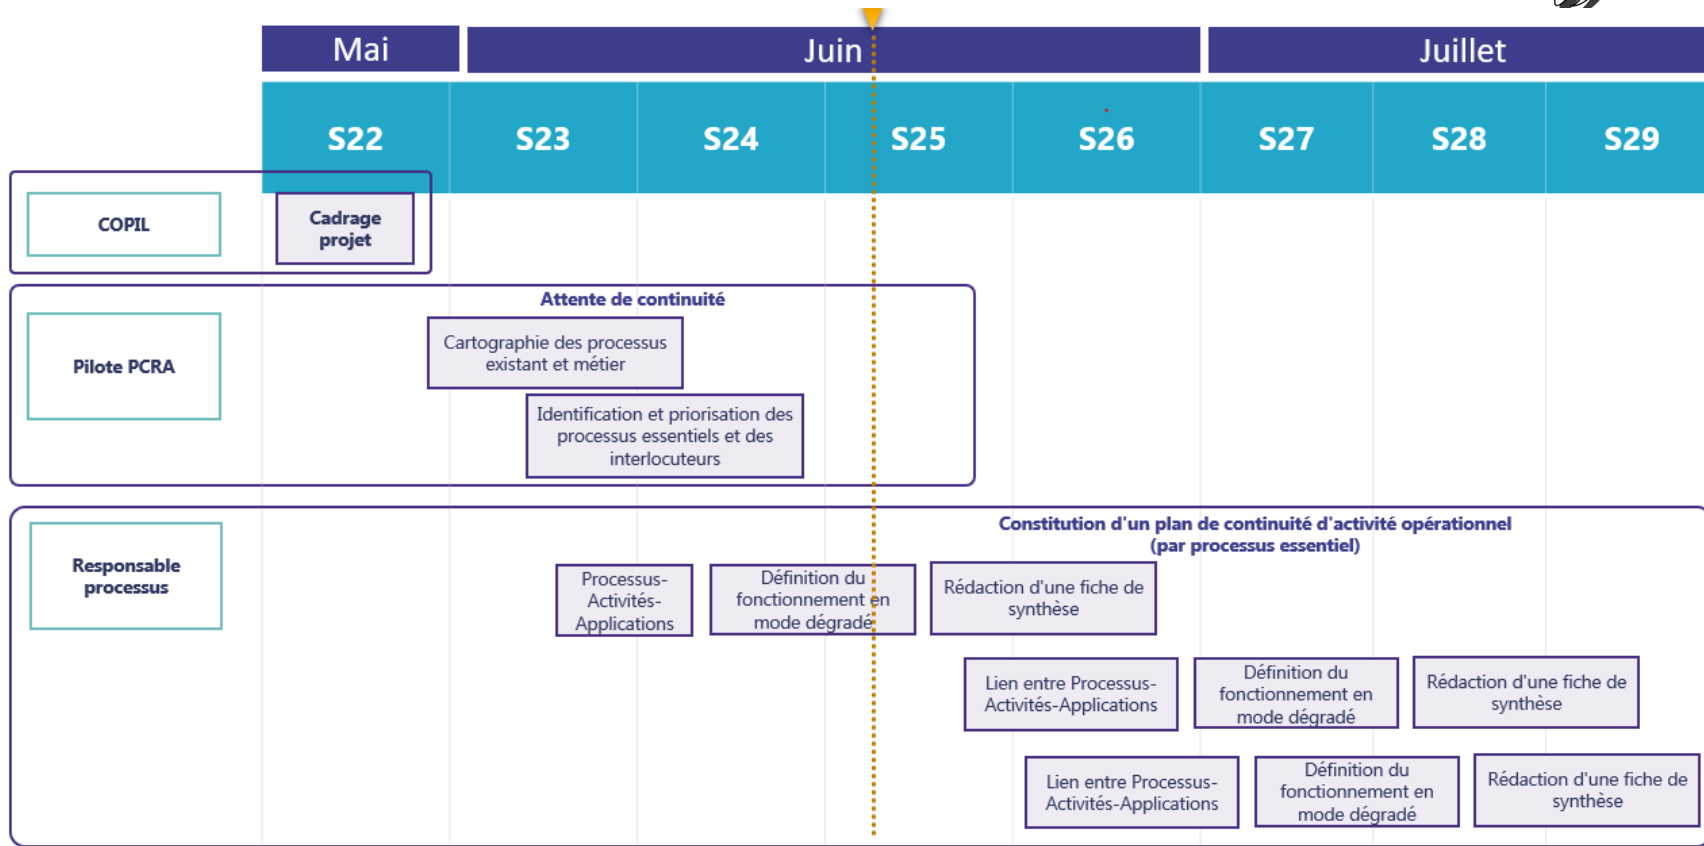 Mai
Juin
Juillet
S22
S23
S24
S25
S26
S27
S28
S29
COPIL
Cadrage
projet
Attente de continuité
Pilote PCRA
Cartographie des processus
existant et métier
Identification et priorisation des
processus essentiels et des
interlocuteurs
Constitution d'un plan de continuité d'activité opérationnel
(par processus essentiel)
Responsable
processus
Processus-
Activités-
Applications
Définition du
fonctionnement en
mode dégradé
Rédaction d'une fiche de
synthèse
Lien entre Processus-
Activités-Applications
Définition du
fonctionnement en
mode dégradé
Rédaction d'une fiche de
synthèse
Lien entre Processus-
Activités-Applications
Définition du
fonctionnement en
mode dégradé
Rédaction d'une fiche de
synthèse